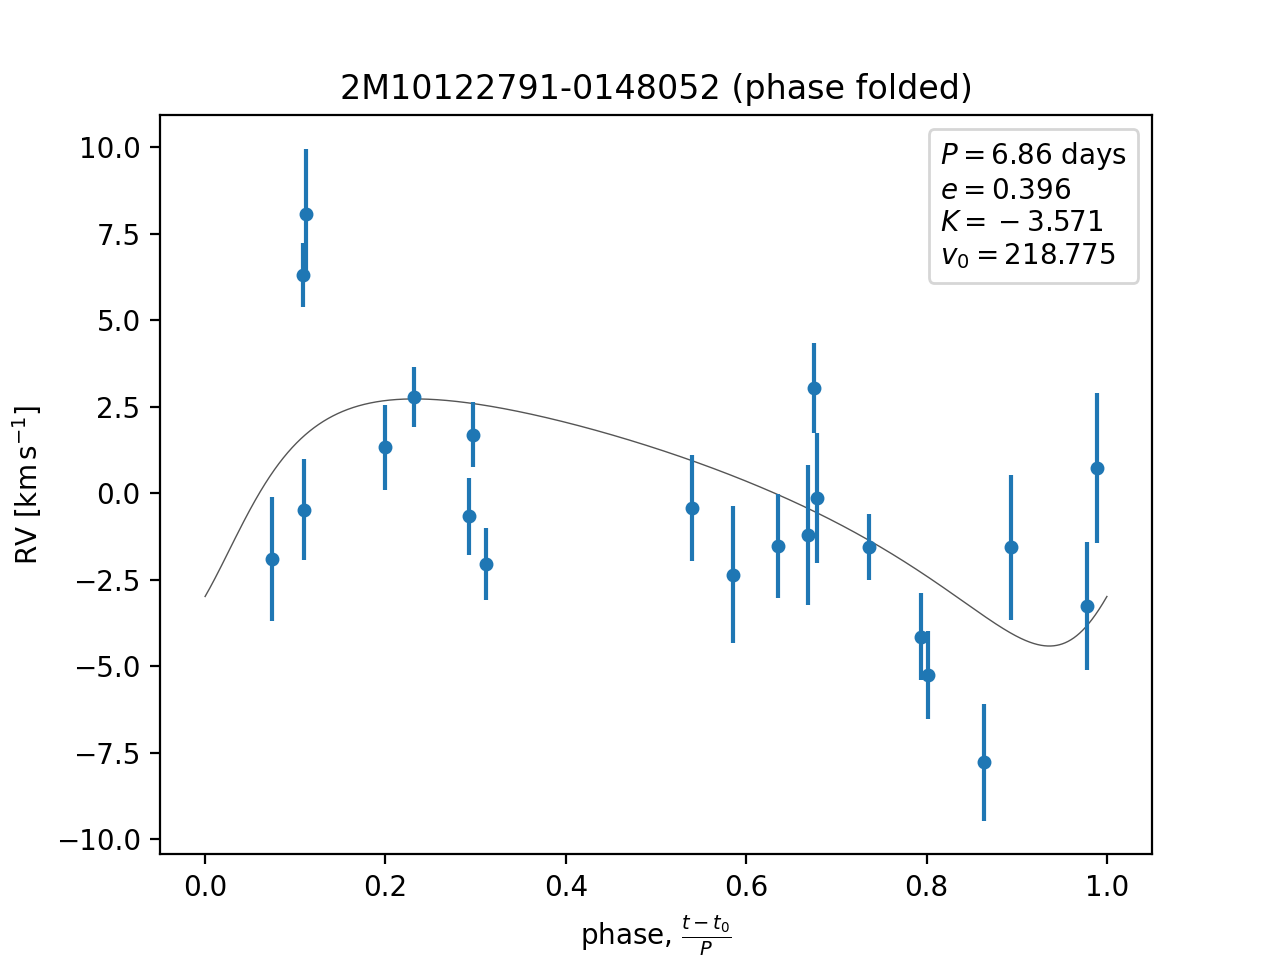 2M10122791-0148052 (phase folded)
P = 6.86 days
e = 0.396
K = −3.571
v₀ = 218.775
10.0
7.5
5.0
2.5
0.0
−2.5
−5.0
−7.5
−10.0
RV [km s⁻¹]
0.0 0.2 0.4 0.6 0.8 1.0
phase, (t − t₀)/P